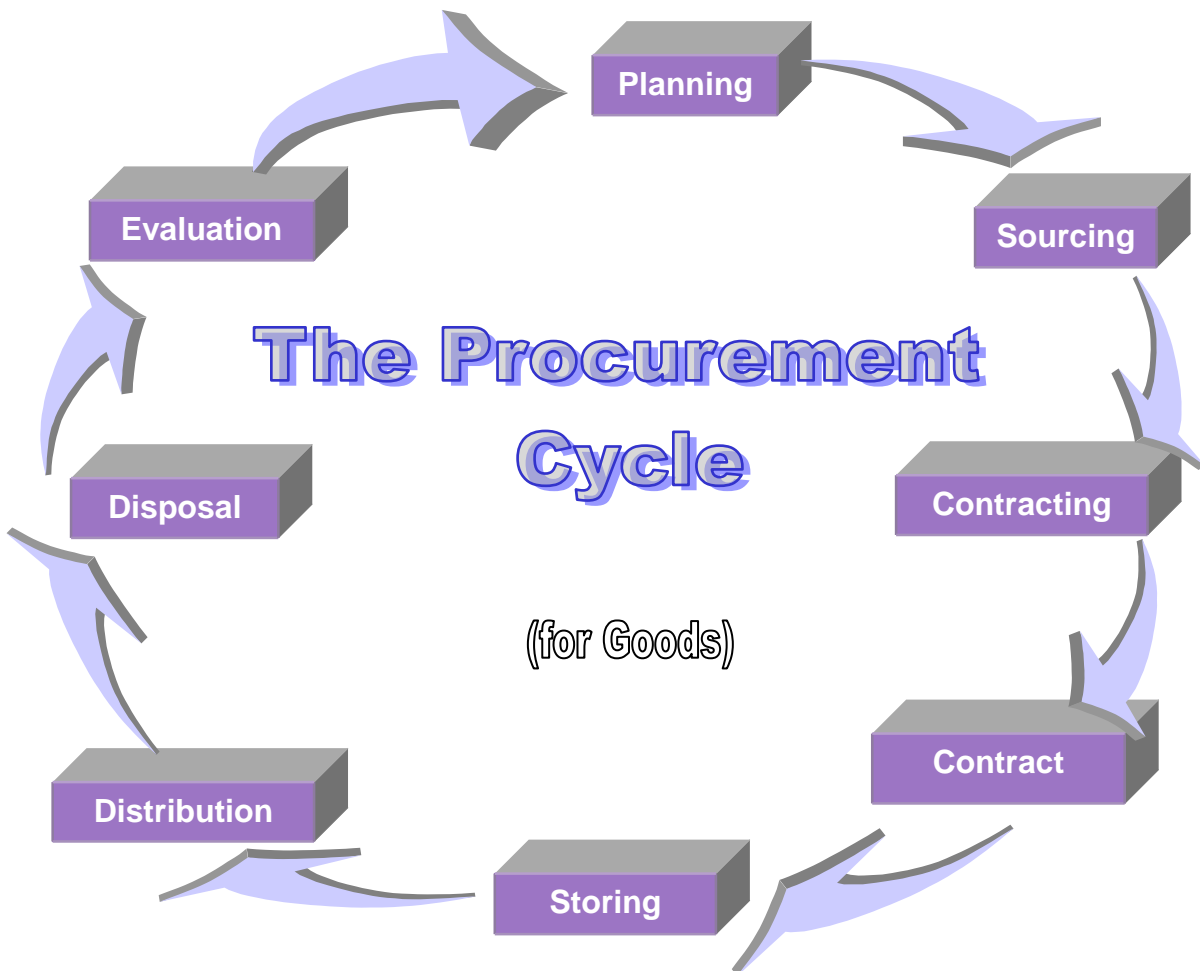 Planning
Evaluation
Sourcing
The Procurement
Cycle
Disposal
Contracting
(for Goods)
Contract
Distribution
Storing